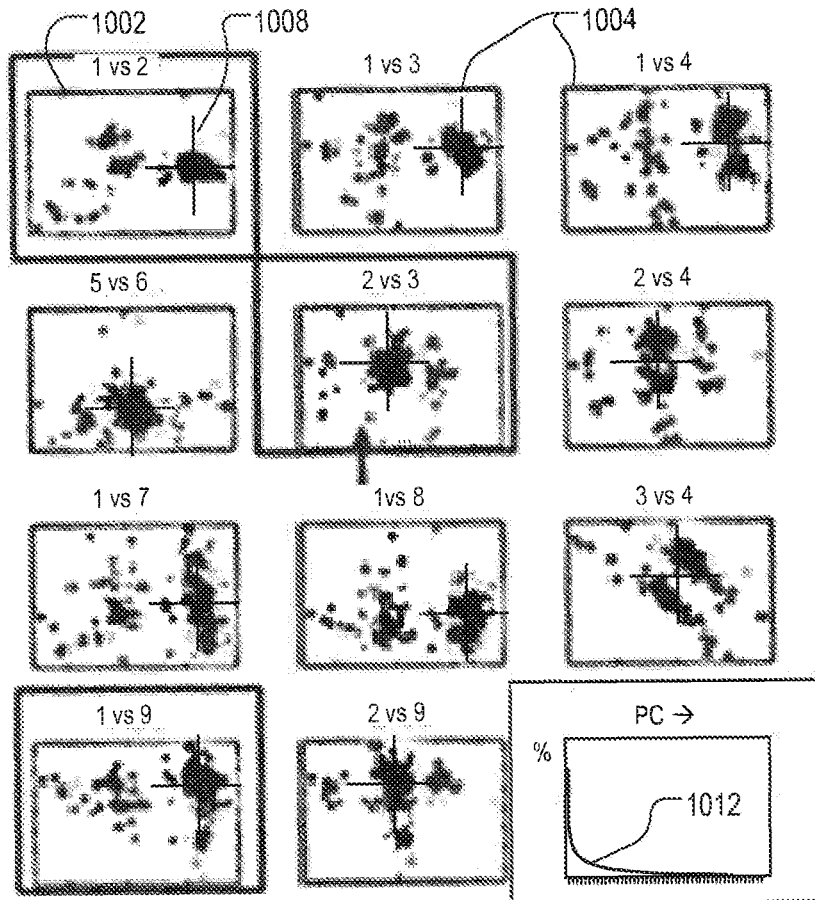 1002
1008
1004
1 vs 2
1 vs 3
1 vs 4
5 vs 6
2 vs 3
2 vs 4
1 vs 7
1vs 8
3 vs 4
1 vs 9
2 vs 9
PC →
%
1012